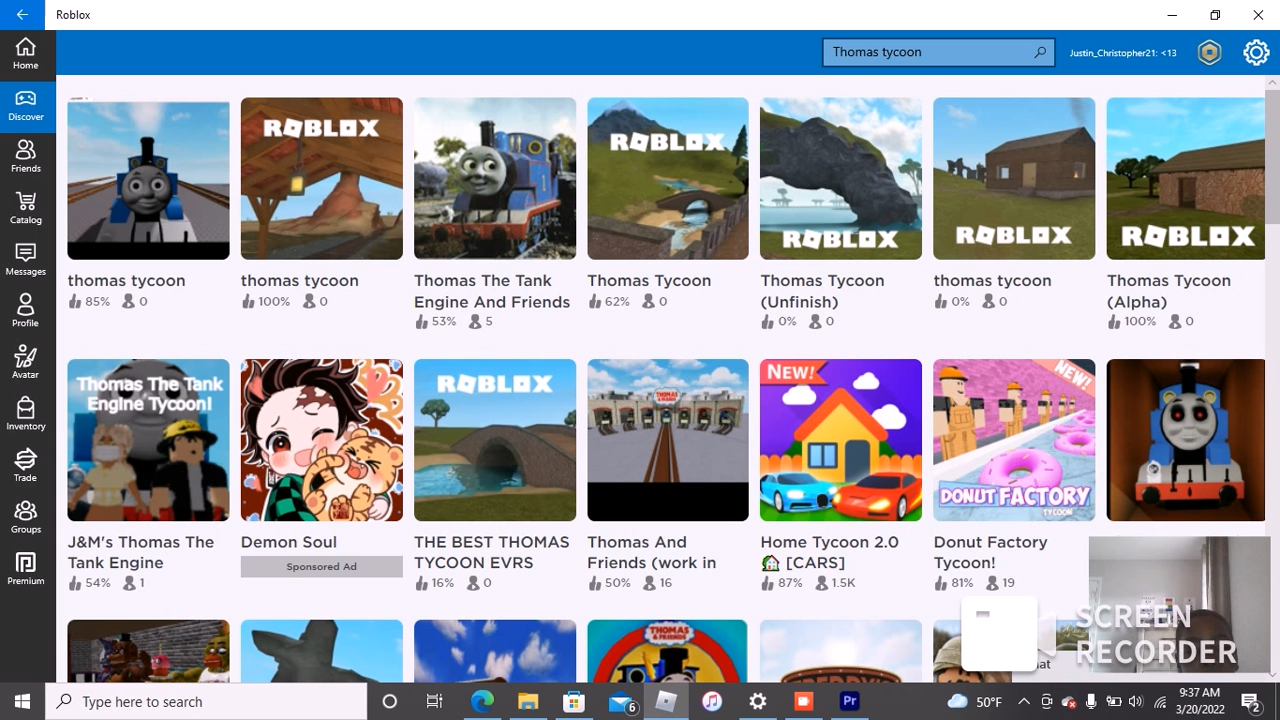 Roblox
Thomas tycoon
Justin_Christopher21: <13
Home
Discover
Friends
Catalog
Messages
Profile
Avatar
Inventory
Trade
Groups
Premium
ROBLOX
ROBLOX
ROBLOX
ROBLOX
ROBLOX
thomas tycoon
85% 0
thomas tycoon
100% 0
Thomas The Tank
Engine And Friends
53% 5
Thomas Tycoon
62% 0
Thomas Tycoon
(Unfinish)
0% 0
thomas tycoon
0% 0
Thomas Tycoon
(Alpha)
100% 0
Thomas The Tank
Engine Tycoon!
ROBLOX
THOMAS
NEW!
NEW!
DONUT FACTORY
TYCOON
J&M's Thomas The
Tank Engine
54% 1
Demon Soul
Sponsored Ad
THE BEST THOMAS
TYCOON EVRS
16% 0
Thomas And
Friends (work in
50% 16
Home Tycoon 2.0
🏠 [CARS]
87% 1.5K
Donut Factory
Tycoon!
81% 19
THOMAS
& FRIENDS
SCREEN
RECORDER
Type here to search
6
Pr
50°F
9:37 AM
3/20/2022
2